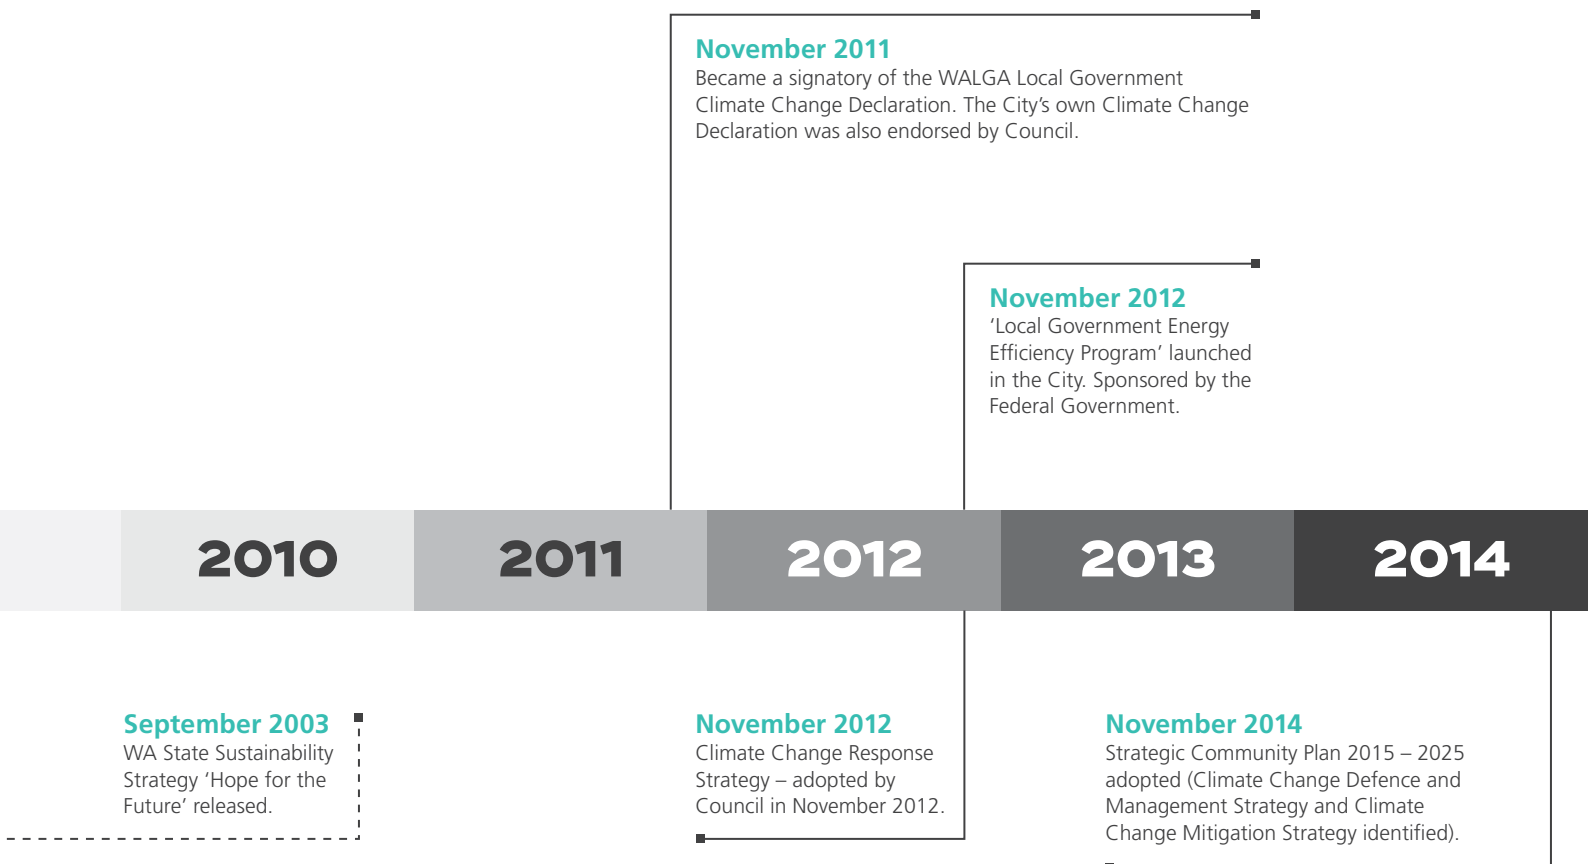 November 2011
Became a signatory of the WALGA Local Government
Climate Change Declaration. The City’s own Climate Change
Declaration was also endorsed by Council.
November 2012
‘Local Government Energy
Efficiency Program’ launched
in the City. Sponsored by the
Federal Government.
2010
2011
2012
2013
2014
September 2003
WA State Sustainability
Strategy ‘Hope for the
Future’ released.
November 2012
Climate Change Response
Strategy – adopted by
Council in November 2012.
November 2014
Strategic Community Plan 2015 – 2025
adopted (Climate Change Defence and
Management Strategy and Climate
Change Mitigation Strategy identified).